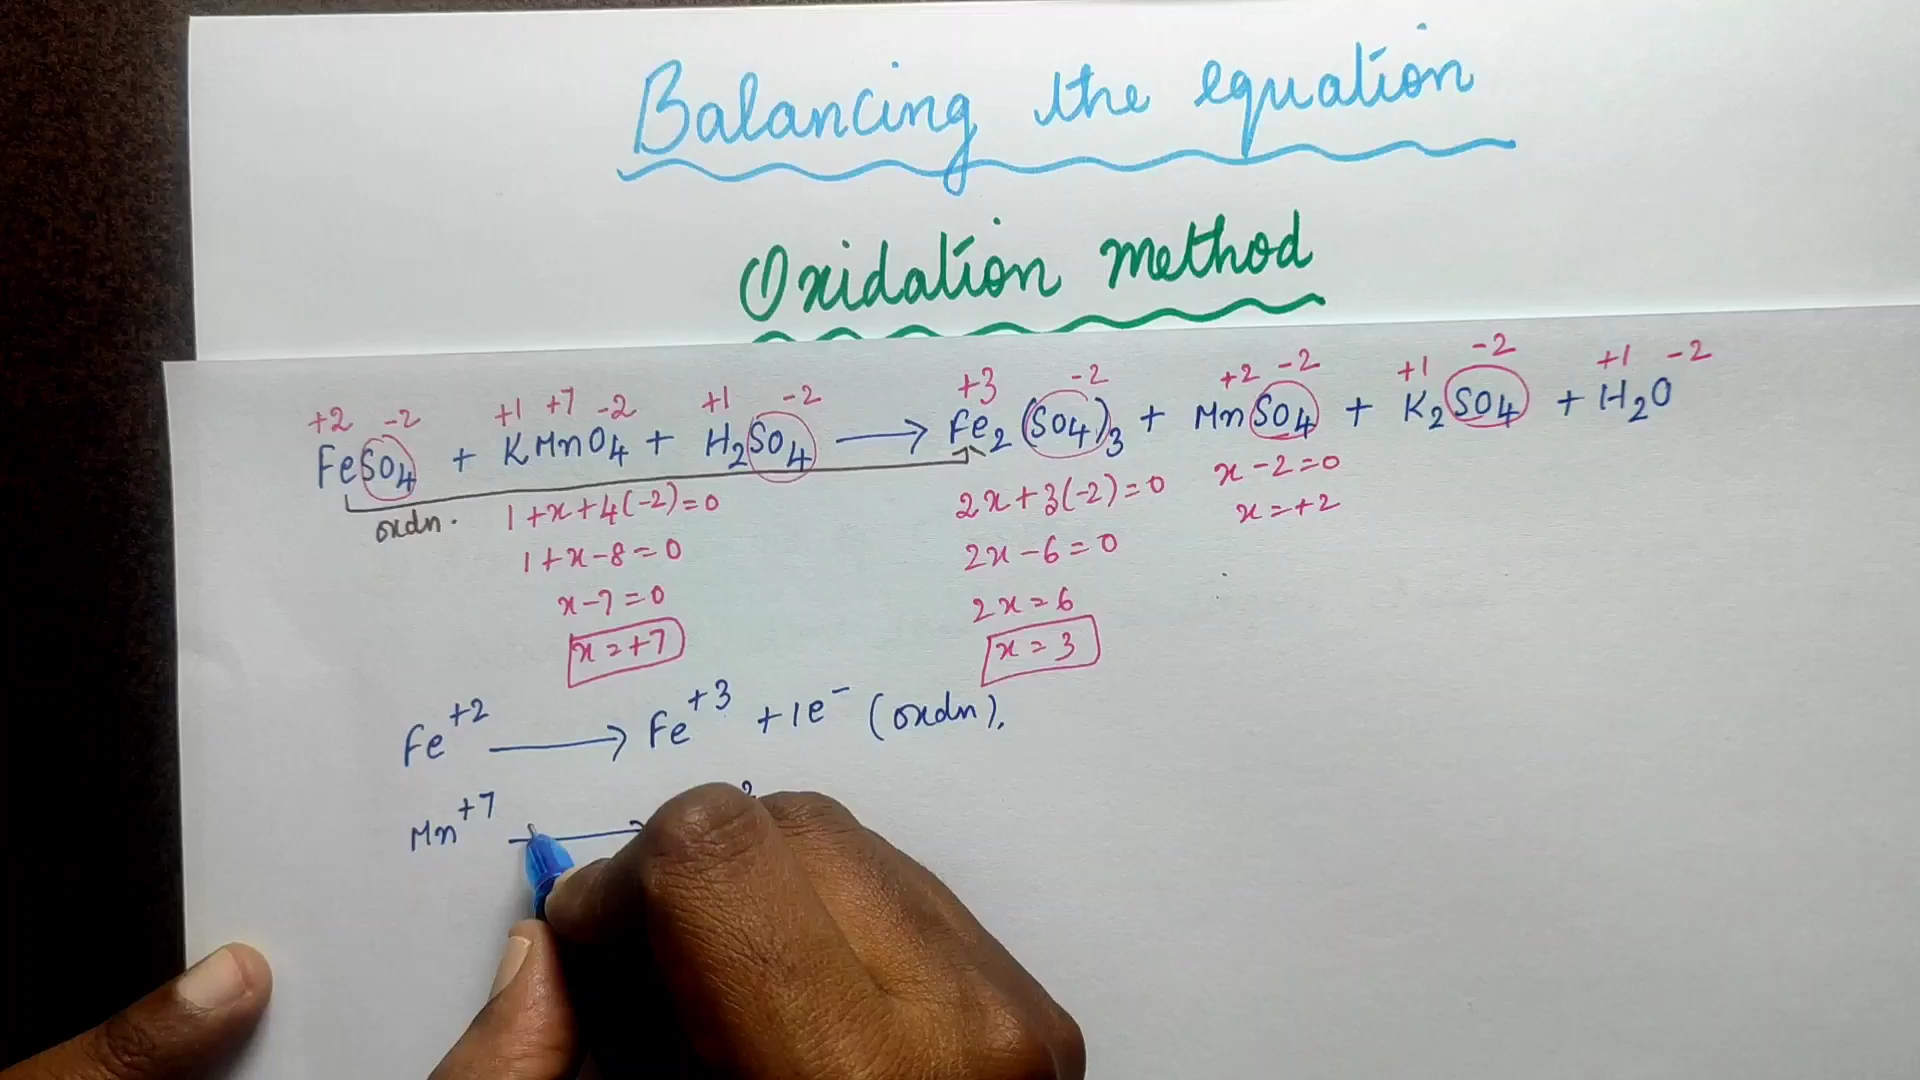 Balancing the equation
Oxidation method
+2 -2 +1 +7 -2 +1 -2 +3 -2 +2 -2 +1 -2 +1 -2
FeSO4 + KMnO4 + H2SO4 ⟶ Fe2(SO4)3 + MnSO4 + K2SO4 + H2O
oxdn.
1+x+4(-2)=0
1+x-8=0
x-7=0
x=+7
2x+3(-2)=0
2x-6=0
2x=6
x=3
x-2=0
x=+2
Fe+2 ⟶ Fe+3 +1e- (oxdn).
Mn+7 ⟶ 2